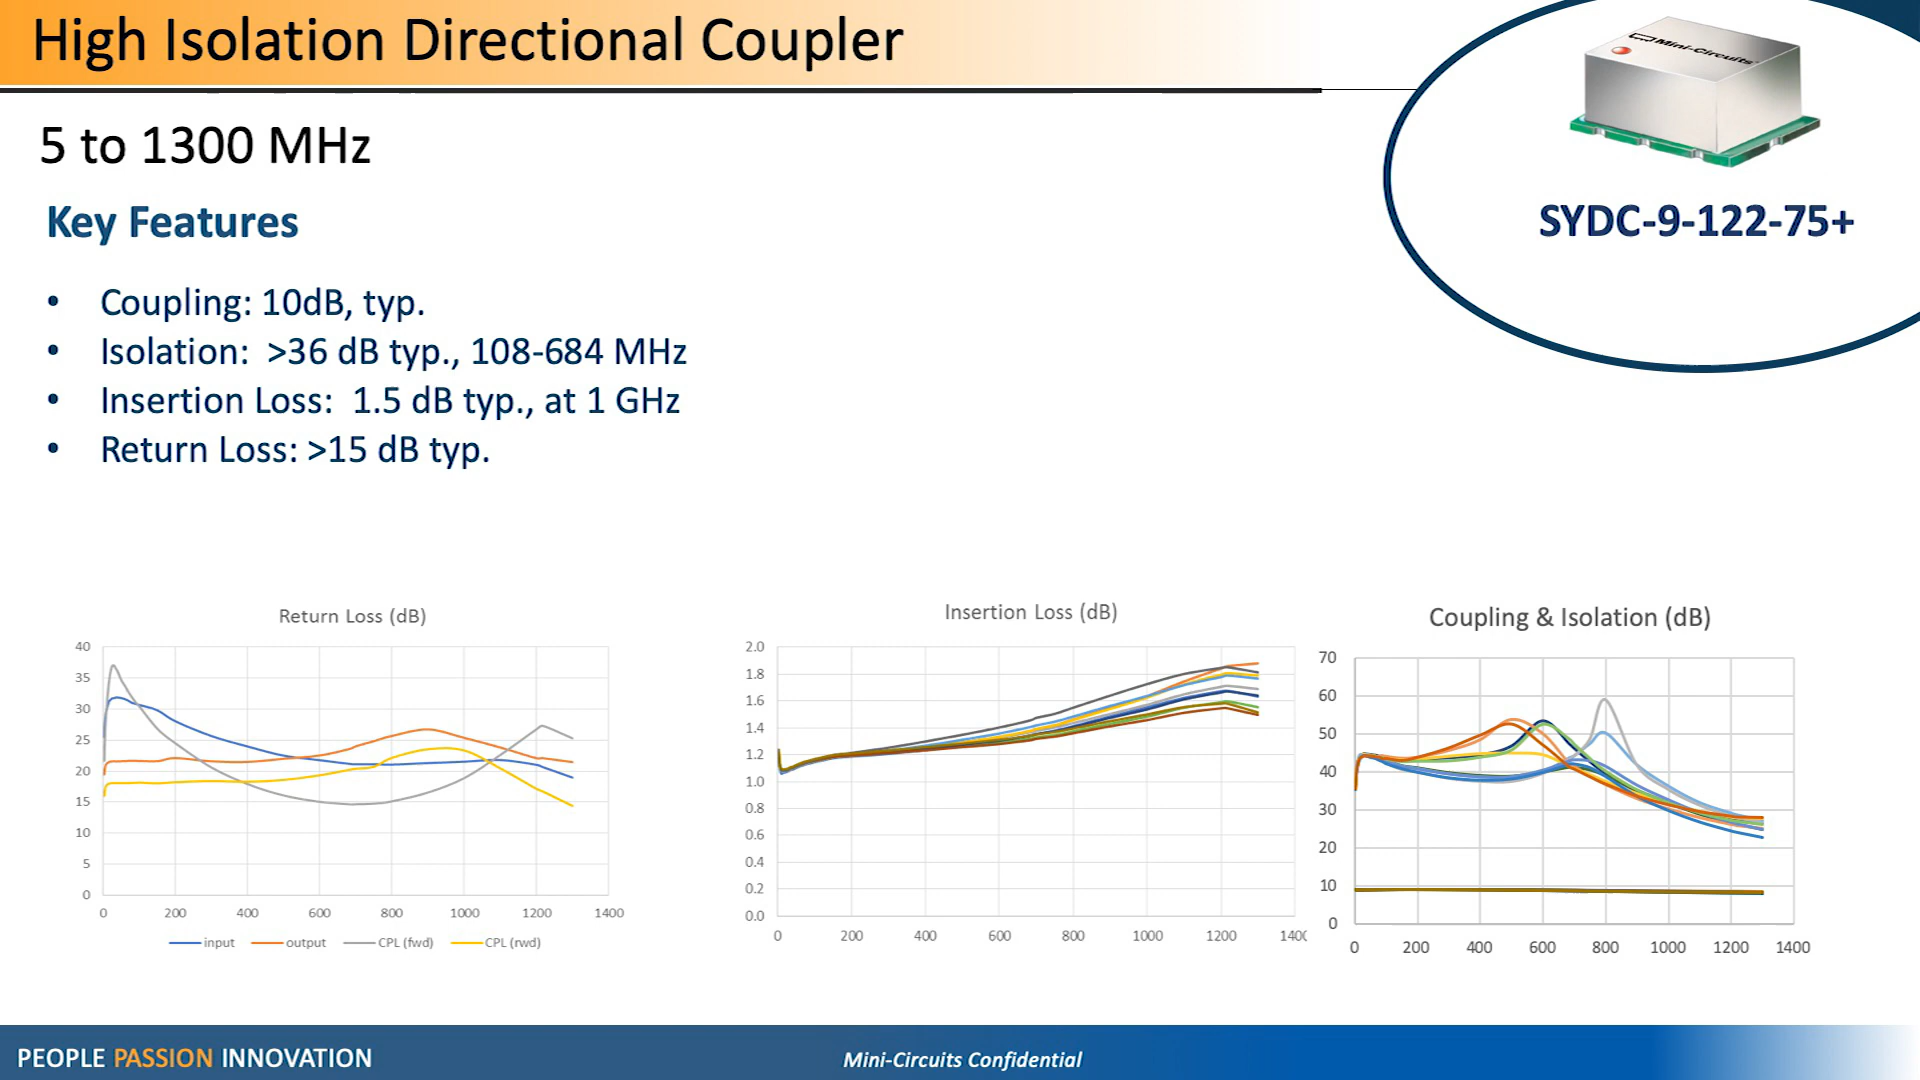 High Isolation Directional Coupler
Mini-Circuits
5 to 1300 MHz
SYDC-9-122-75+
Key Features
• Coupling: 10dB, typ.
• Isolation: >36 dB typ., 108-684 MHz
• Insertion Loss: 1.5 dB typ., at 1 GHz
• Return Loss: >15 dB typ.
Return Loss (dB)
40
35
30
25
20
15
10
5
0
0 200 400 600 800 1000 1200 1400
input output CPL (fwd) CPL (rwd)
Insertion Loss (dB)
2.0
1.8
1.6
1.4
1.2
1.0
0.8
0.6
0.4
0.2
0.0
0 200 400 600 800 1000 1200 140
Coupling & Isolation (dB)
70
60
50
40
30
20
10
0
0 200 400 600 800 1000 1200 1400
PEOPLE PASSION INNOVATION
Mini-Circuits Confidential